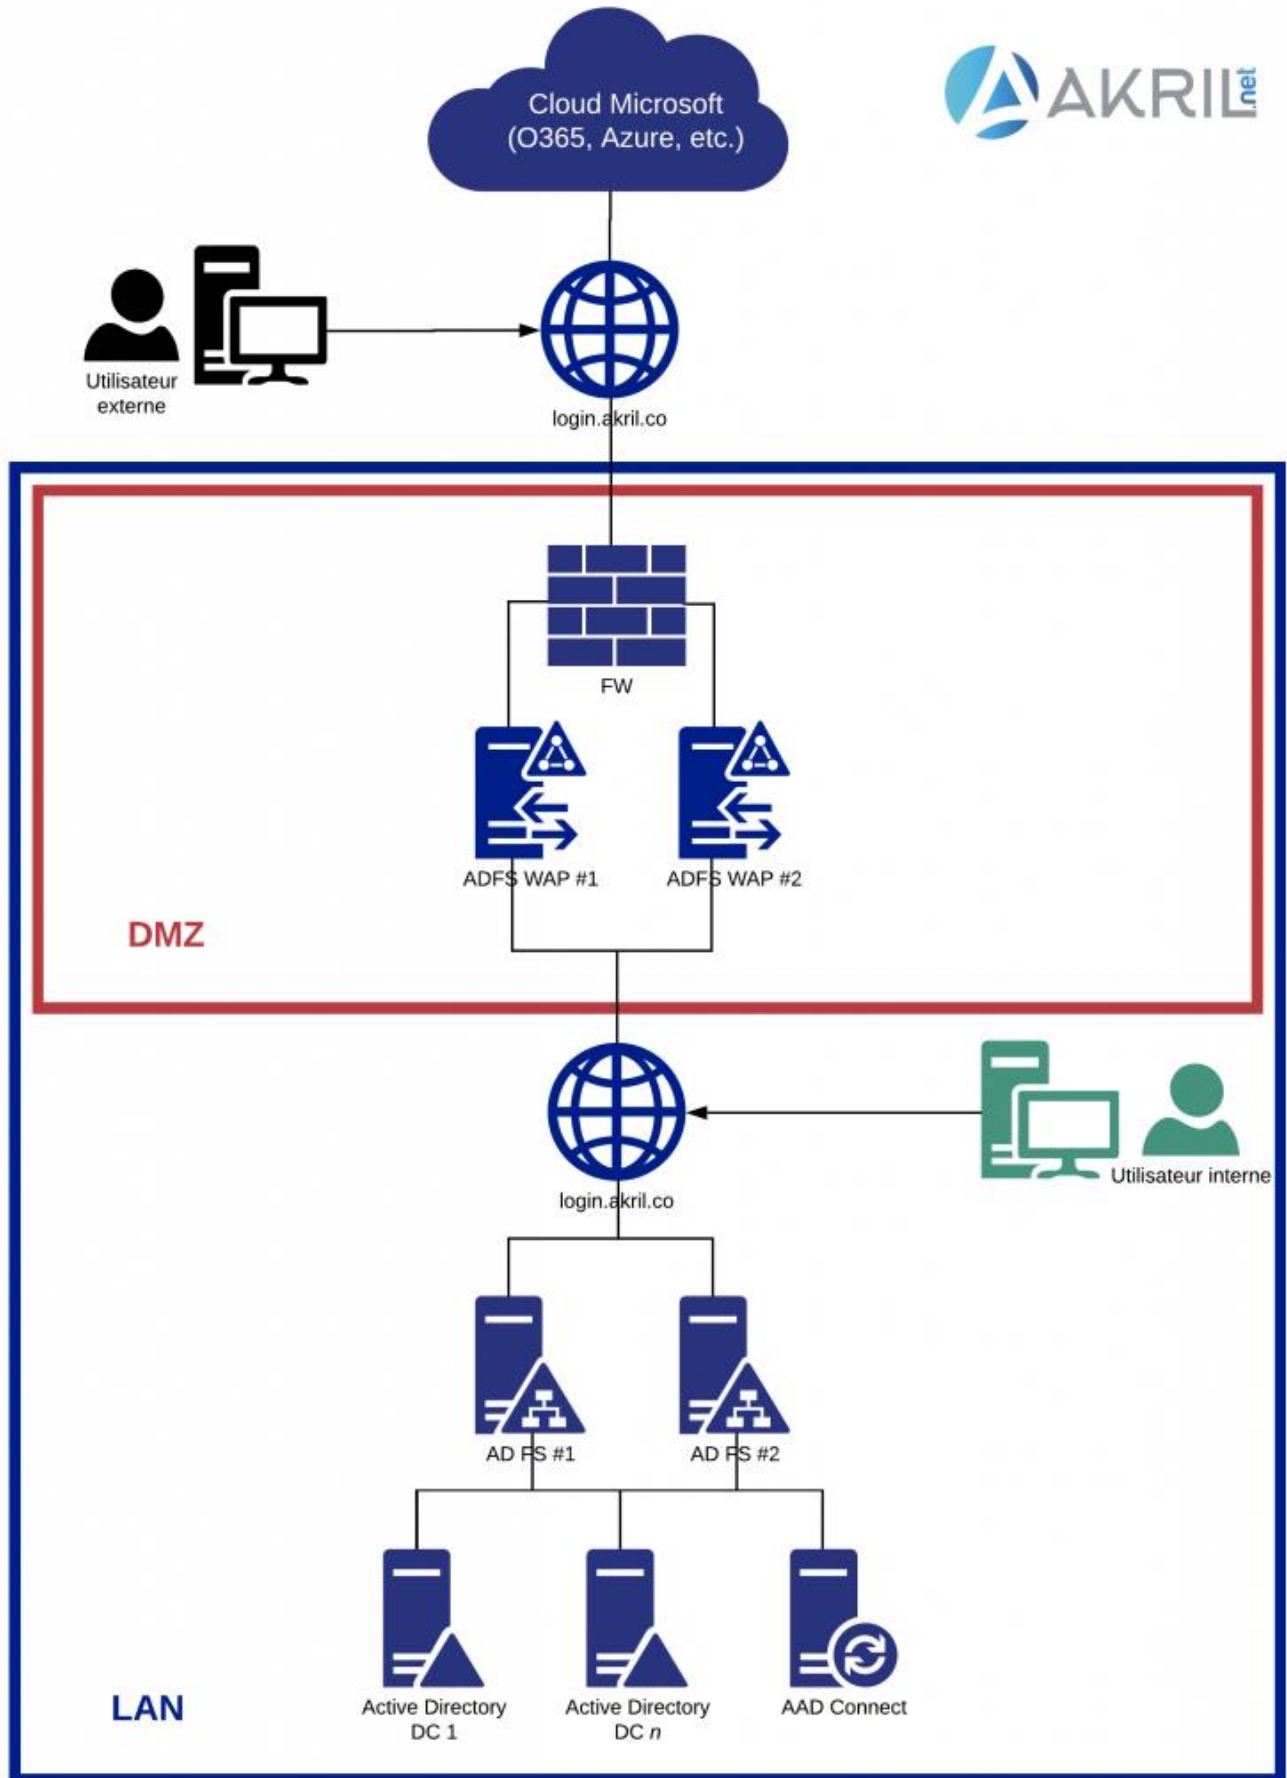 Cloud Microsoft
(O365, Azure, etc.)
AKRIL.net
Utilisateur
externe
login.akril.co
FW
ADFS WAP #1
ADFS WAP #2
DMZ
login.akril.co
Utilisateur interne
AD FS #1
AD FS #2
Active Directory
DC 1
Active Directory
DC n
AAD Connect
LAN